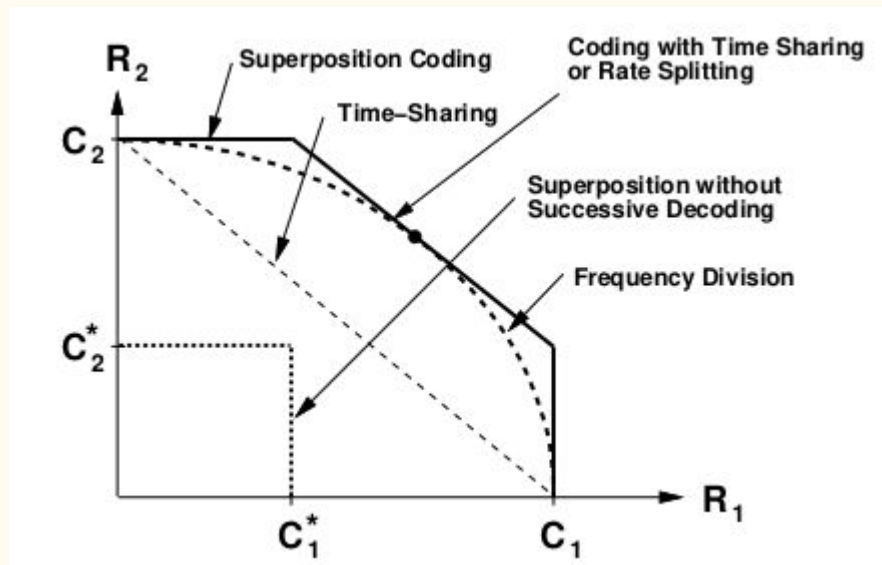 R2
Superposition Coding
Coding with Time Sharing
or Rate Splitting
Time–Sharing
C2
Superposition without
Successive Decoding
Frequency Division
C2*
R1
C1*
C1